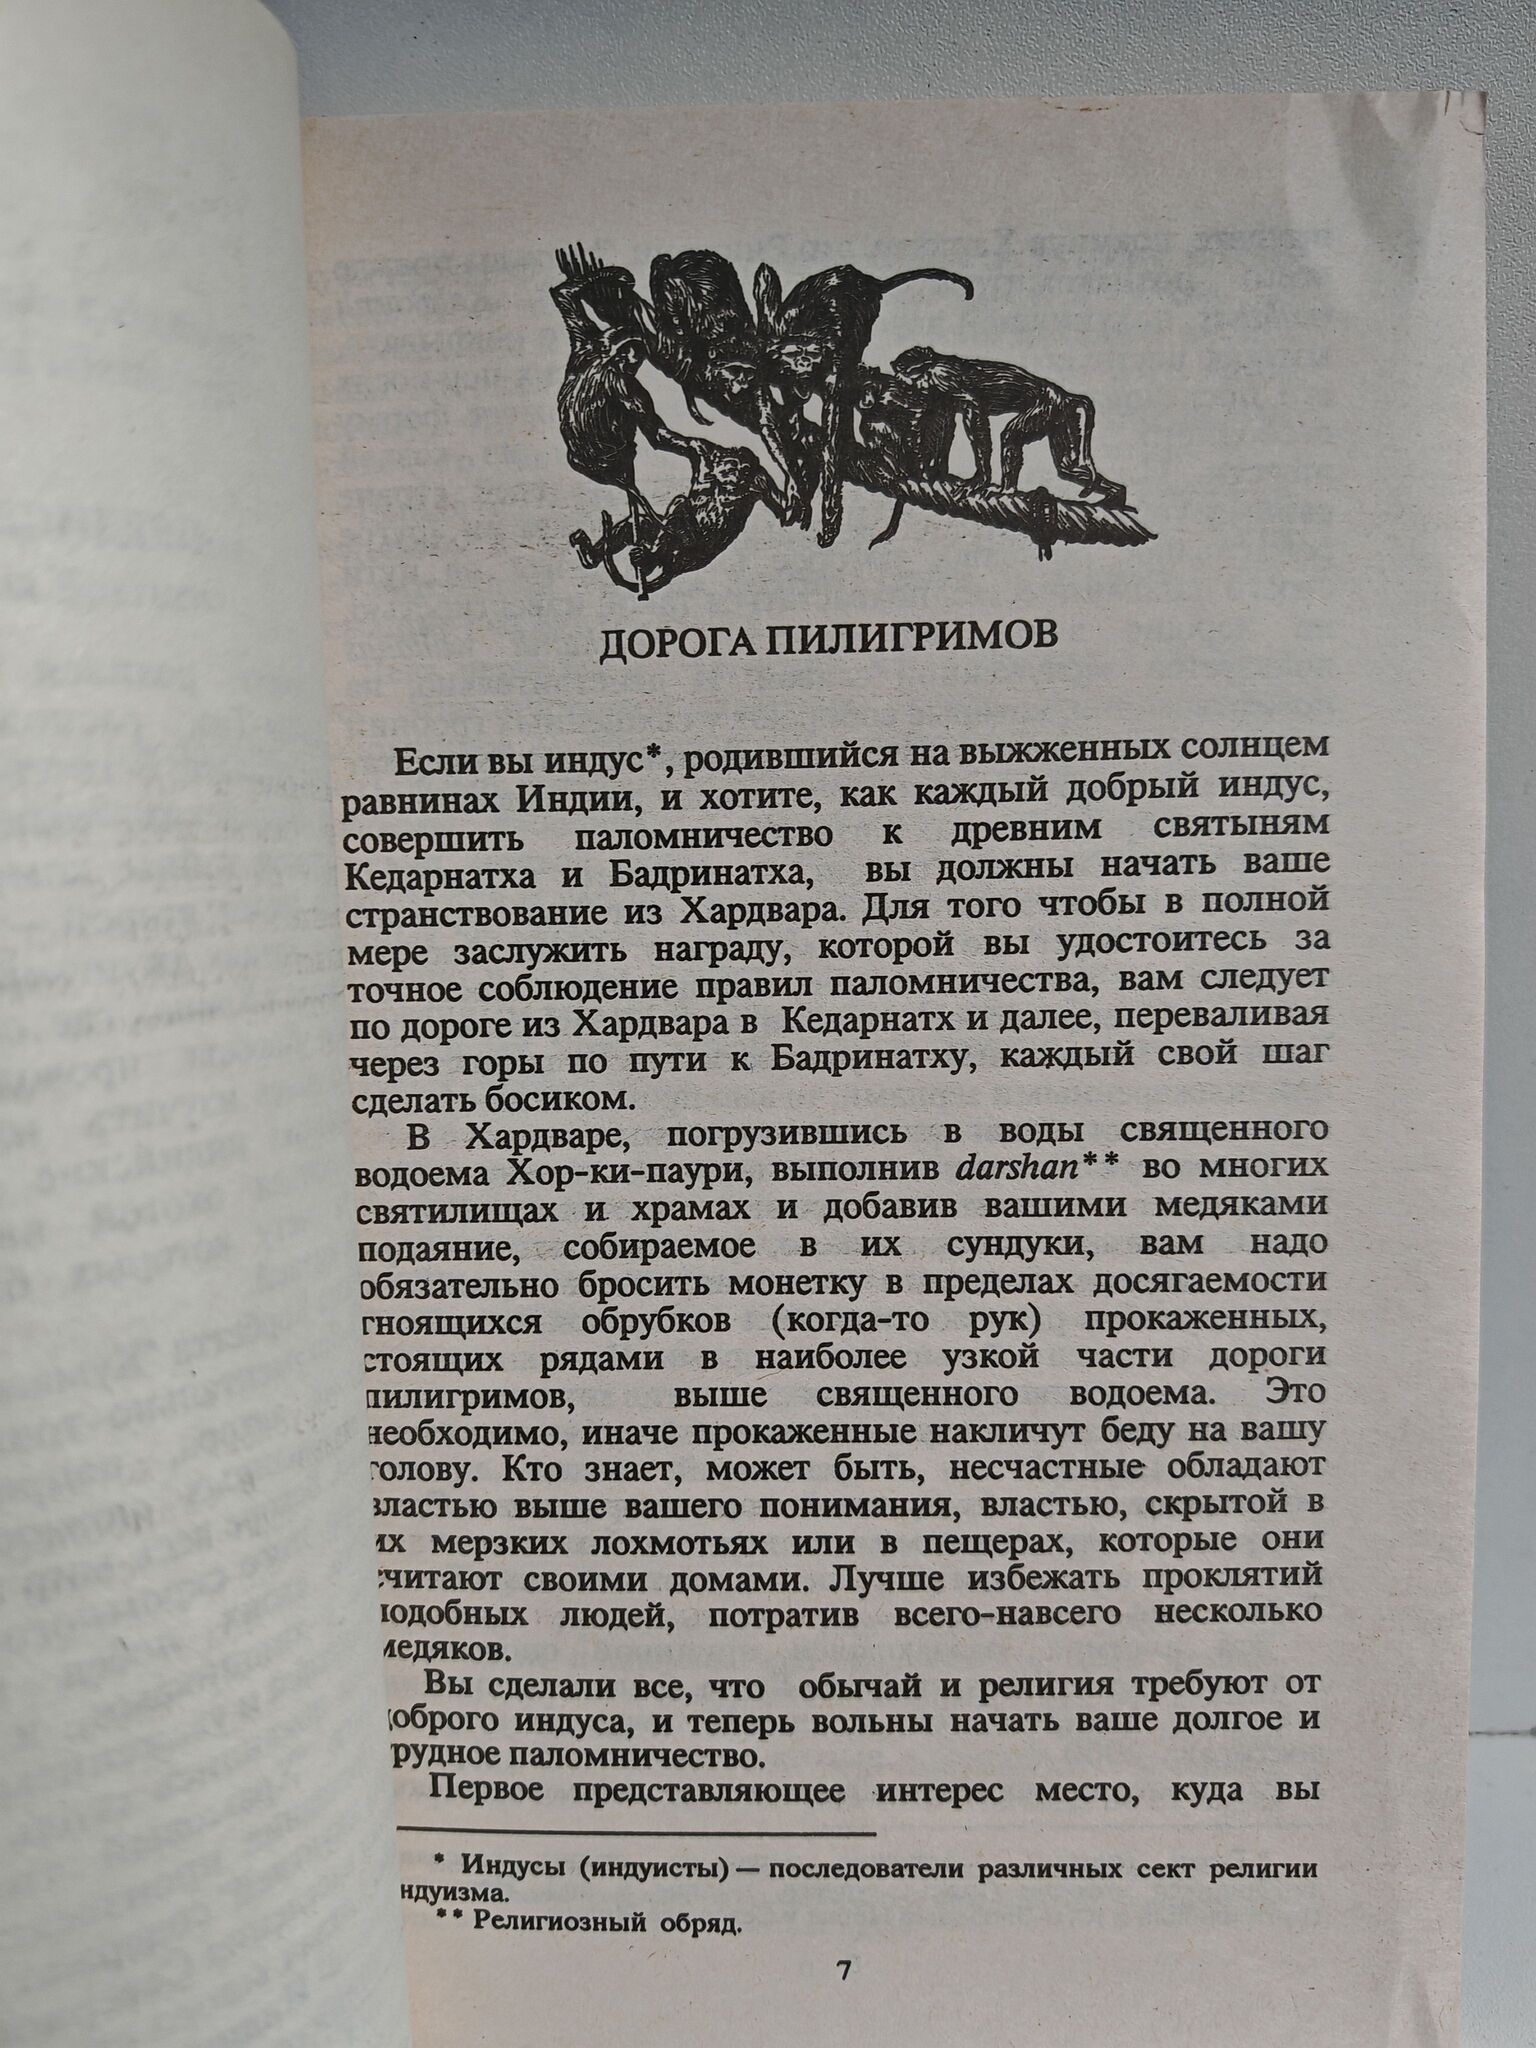 ДОРОГА ПИЛИГРИМОВ
Если вы индус*, родившийся на выжженных солнцем
равнинах Индии, и хотите, как каждый добрый индус,
совершить паломничество к древним святыням
Кедарнатха и Бадринатха, вы должны начать ваше
странствование из Хардвара. Для того чтобы в полной
мере заслужить награду, которой вы удостоитесь за
точное соблюдение правил паломничества, вам следует
по дороге из Хардвара в Кедарнатх и далее, переваливая
через горы по пути к Бадринатху, каждый свой шаг
сделать босиком.
В Хардваре, погрузившись в воды священного
водоема Хор-ки-паури, выполнив darshan** во многих
святилищах и храмах и добавив вашими медяками
подаяние, собираемое в их сундуки, вам надо
обязательно бросить монетку в пределах досягаемости
гноящихся обрубков (когда-то рук) прокаженных,
стоящих рядами в наиболее узкой части дороги
пилигримов, выше священного водоема. Это
необходимо, иначе прокаженные накличут беду на вашу
голову. Кто знает, может быть, несчастные обладают
властью выше вашего понимания, властью, скрытой в
их мерзких лохмотьях или в пещерах, которые они
считают своими домами. Лучше избежать проклятий
подобных людей, потратив всего-навсего несколько
медяков.
Вы сделали все, что обычай и религия требуют от
доброго индуса, и теперь вольны начать ваше долгое и
трудное паломничество.
Первое представляющее интерес место, куда вы
* Индусы (индуисты) — последователи различных сект религии
индуизма.
** Религиозный обряд.
7